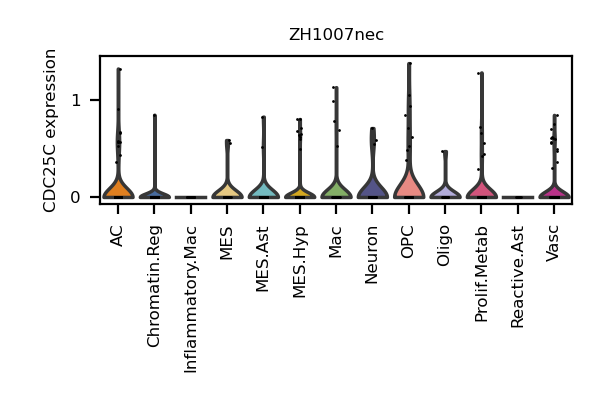 ZH1007nec
CDC25C expression
1
0
AC
Chromatin.Reg
Inflammatory.Mac
MES
MES.Ast
MES.Hyp
Mac
Neuron
OPC
Oligo
Prolif.Metab
Reactive.Ast
Vasc